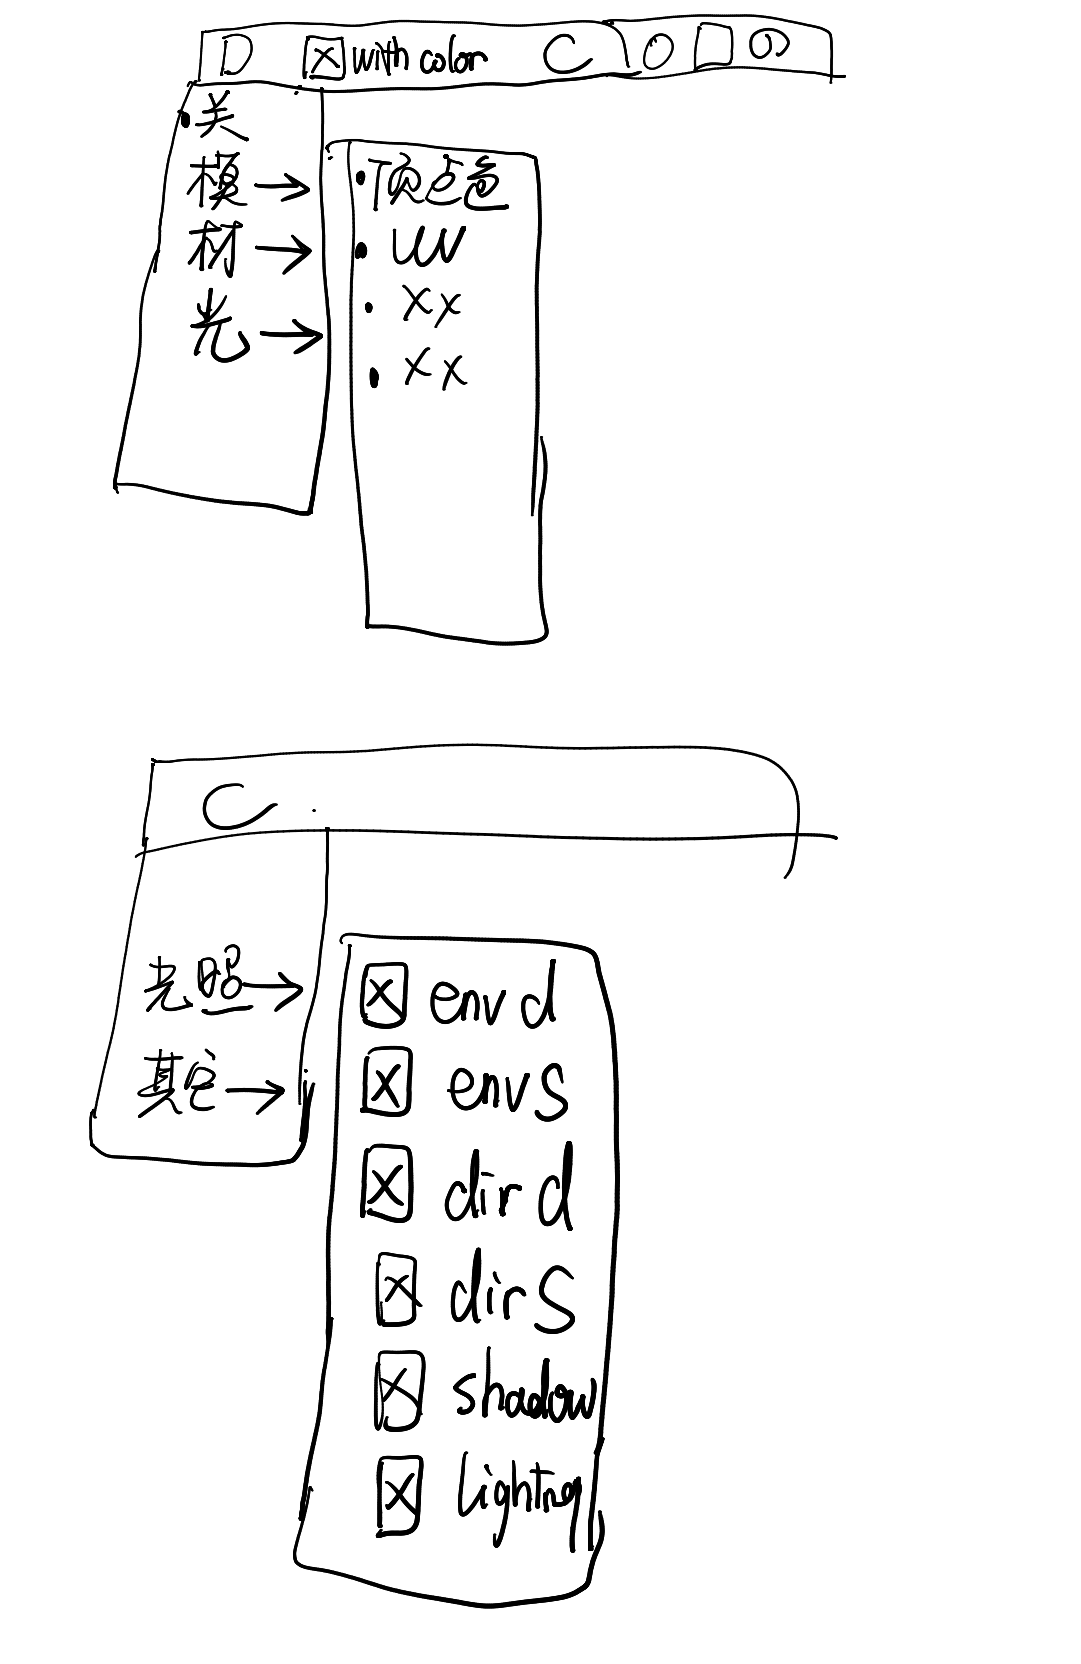 D with color C
关
模 →
材 →
光 →
顶点色
UV
XX
XX
C
光照 →
其它 →
env d
env S
dir d
dir S
shadow
lighting